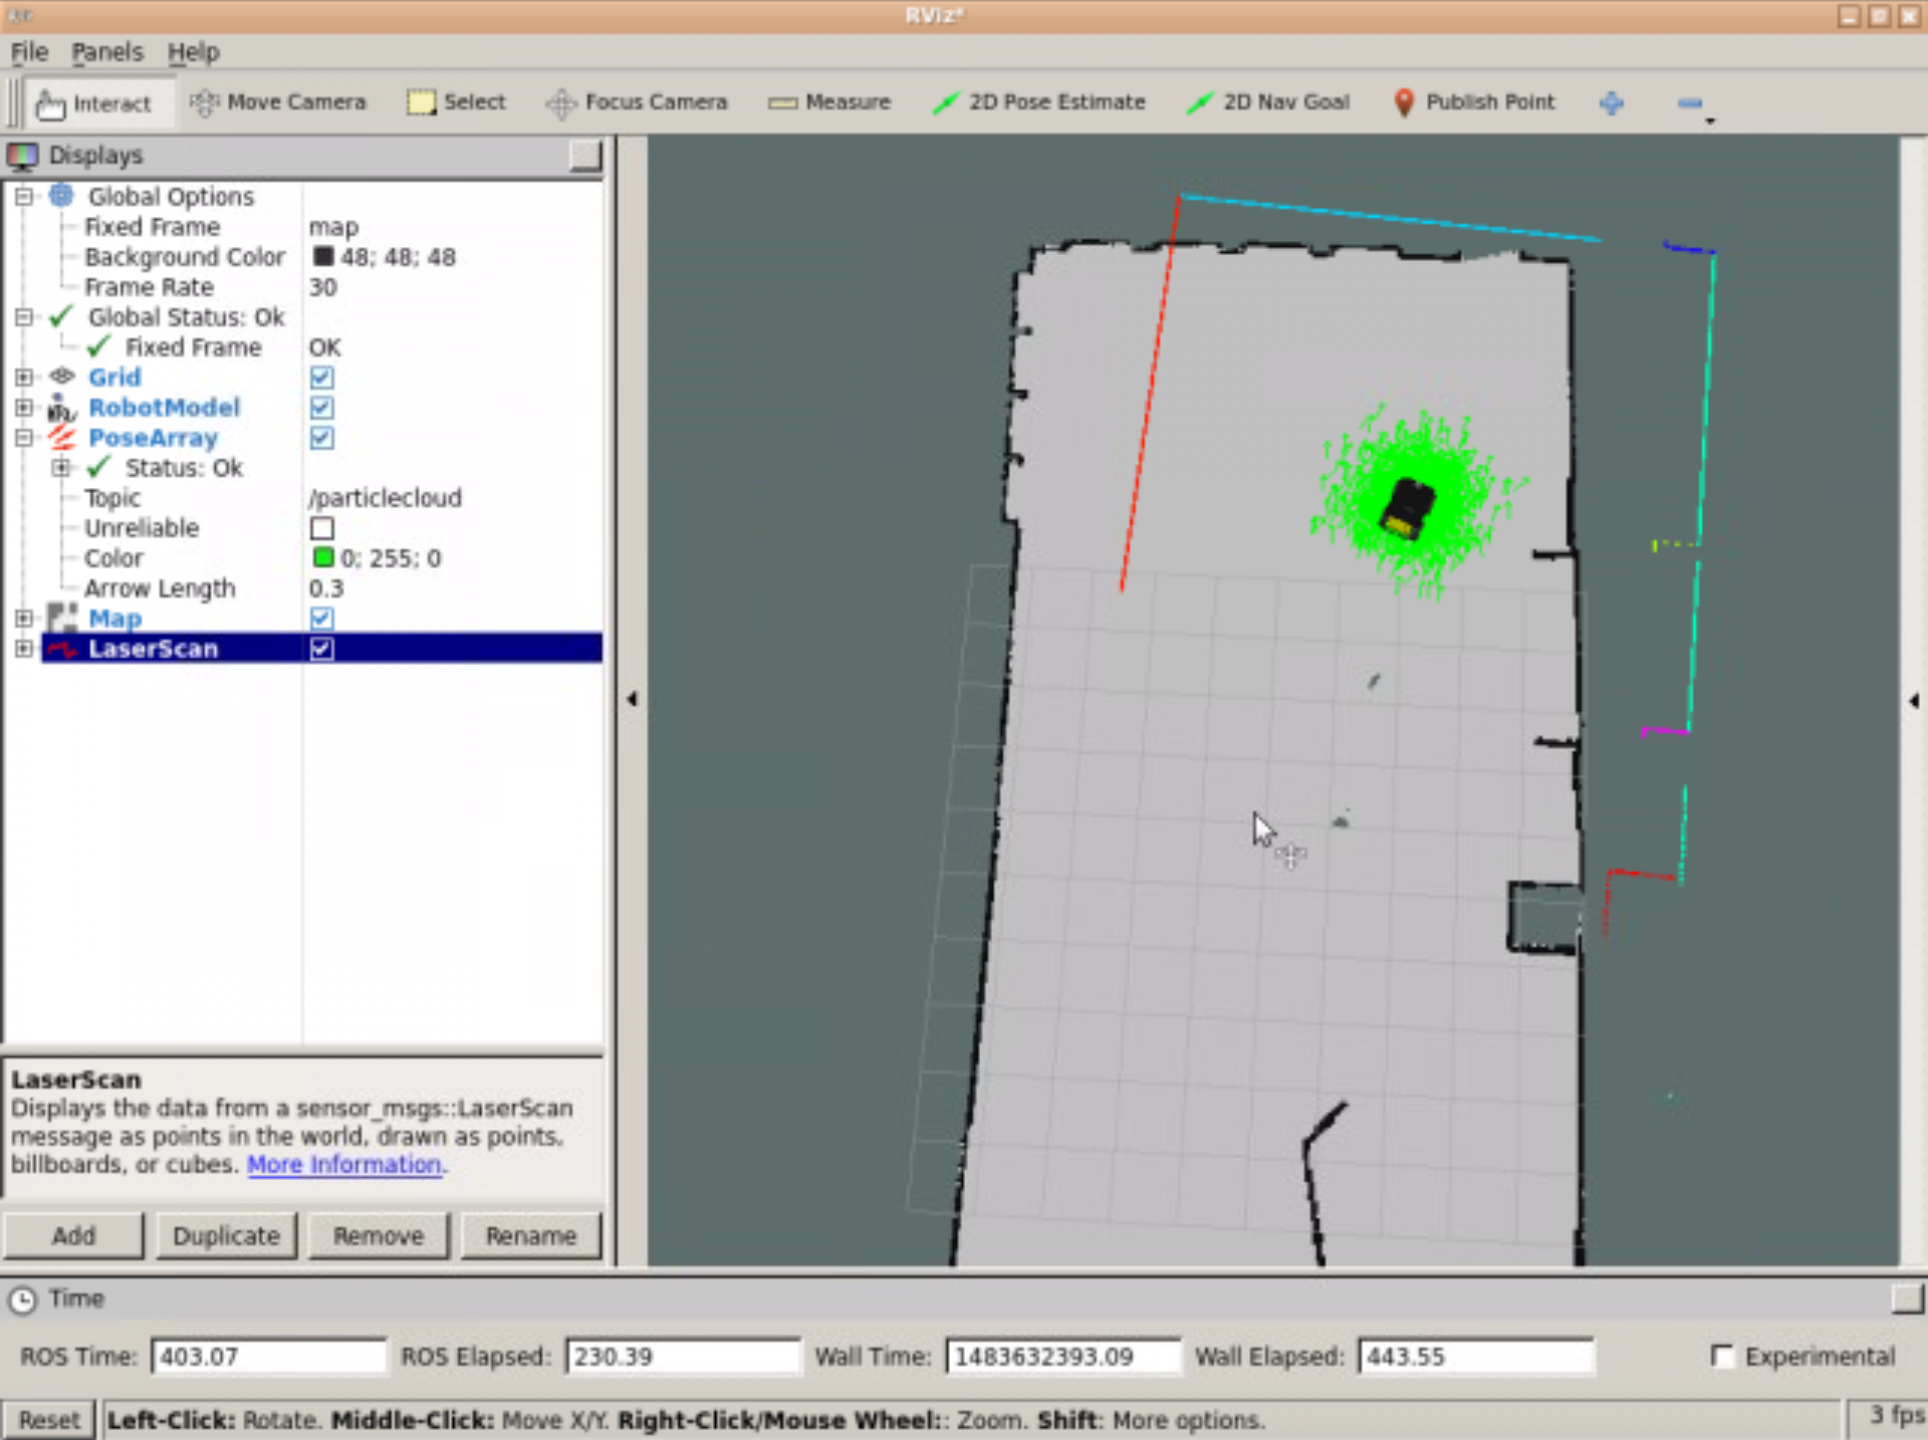 RViz*
File Panels Help
Interact Move Camera Select Focus Camera Measure 2D Pose Estimate 2D Nav Goal Publish Point
Displays
Global Options
Fixed Frame map
Background Color 48; 48; 48
Frame Rate 30
Global Status: Ok
Fixed Frame OK
Grid
RobotModel
PoseArray
Status: Ok
Topic /particlecloud
Unreliable
Color 0; 255; 0
Arrow Length 0.3
Map
LaserScan
LaserScan
Displays the data from a sensor_msgs::LaserScan
message as points in the world, drawn as points,
billboards, or cubes. More Information.
Add Duplicate Remove Rename
Time
ROS Time: 403.07 ROS Elapsed: 230.39 Wall Time: 1483632393.09 Wall Elapsed: 443.55 Experimental
Reset Left-Click: Rotate. Middle-Click: Move X/Y. Right-Click/Mouse Wheel:: Zoom. Shift: More options. 3 fps